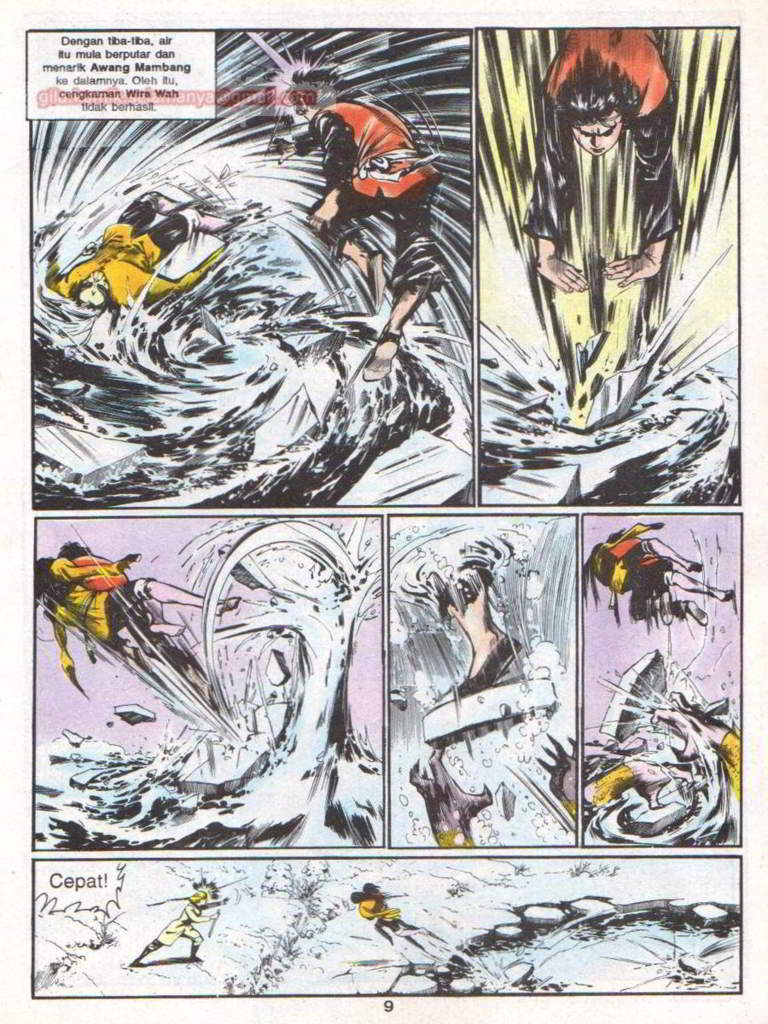 Dengan tiba-tiba, air
itu mula berputar dan
menarik Awang Mambang
ke dalamnya. Oleh itu,
cengkaman Wira Wah
tidak berhasil.
Cepat!
9